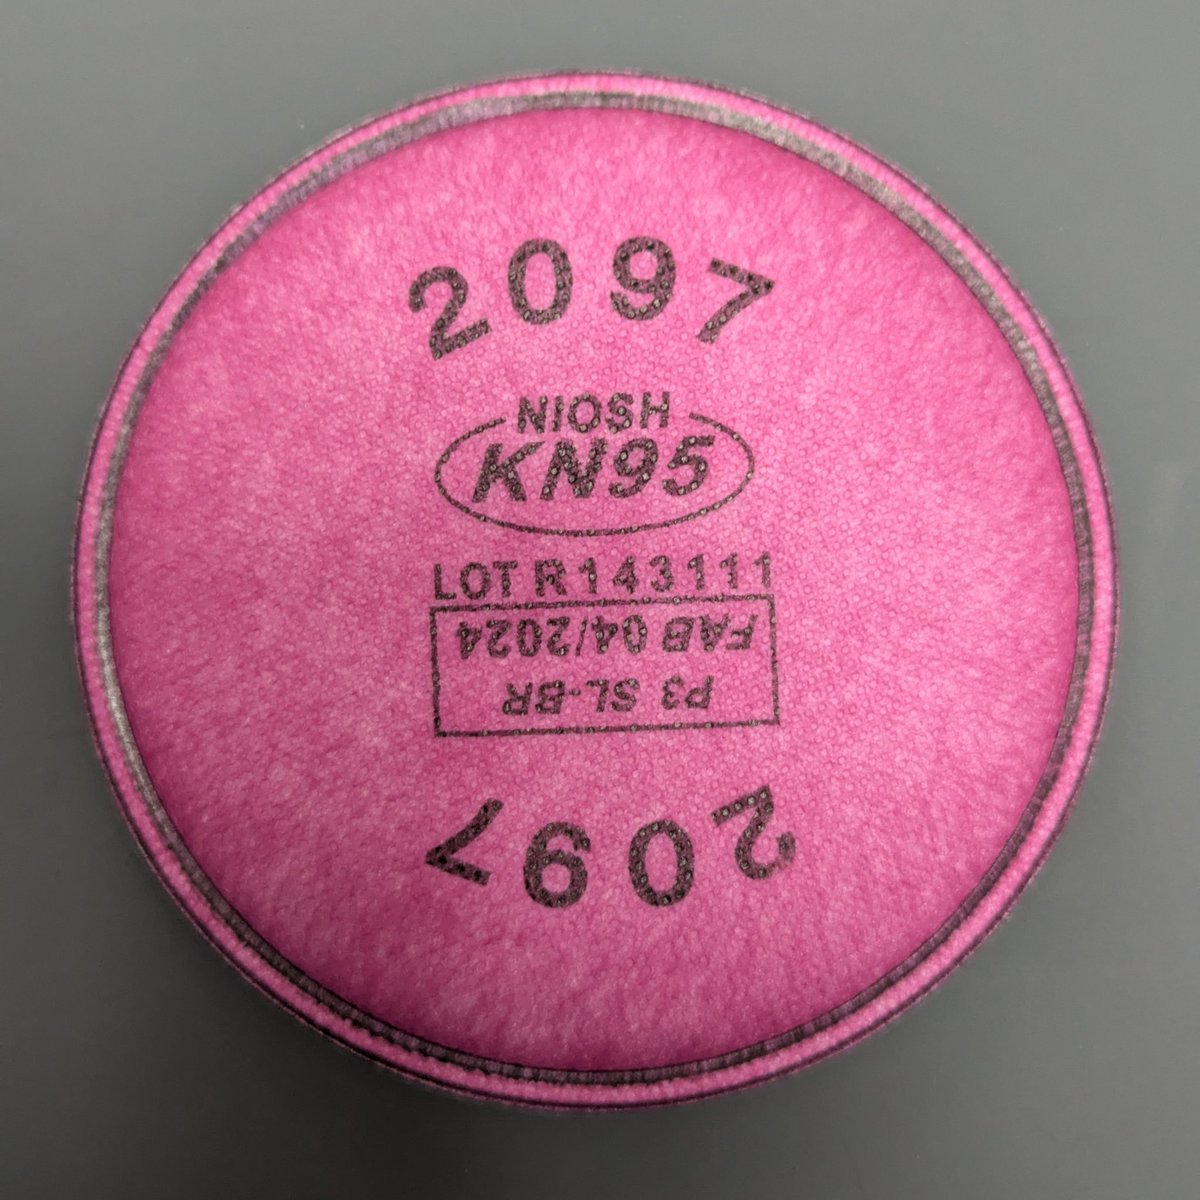 2097
NIOSH
KN95
LOT R143111
P3 SL-BR
FAB 04/2024
2097